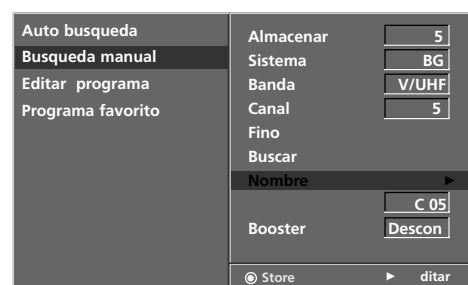 Auto busqueda
Busqueda manual
Editar programa
Programa favorito
Almacenar 5
Sistema BG
Banda V/UHF
Canal 5
Fino
Buscar
Nombre ►
C 05
Booster Descon
◉ Store ► ditar